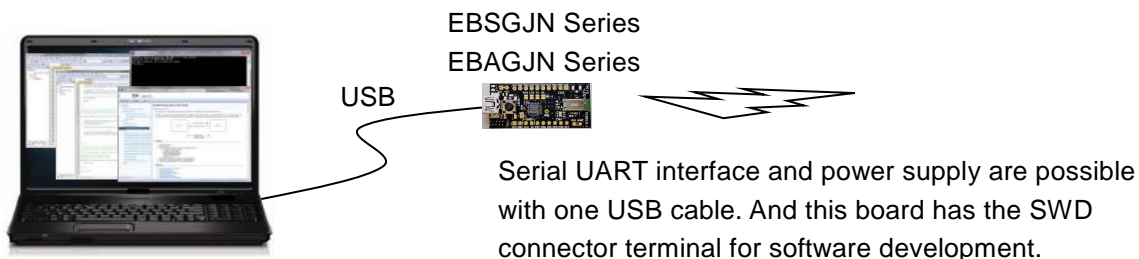 EBSGJN Series
EBAGJN Series
USB
Serial UART interface and power supply are possible
with one USB cable. And this board has the SWD
connector terminal for software development.